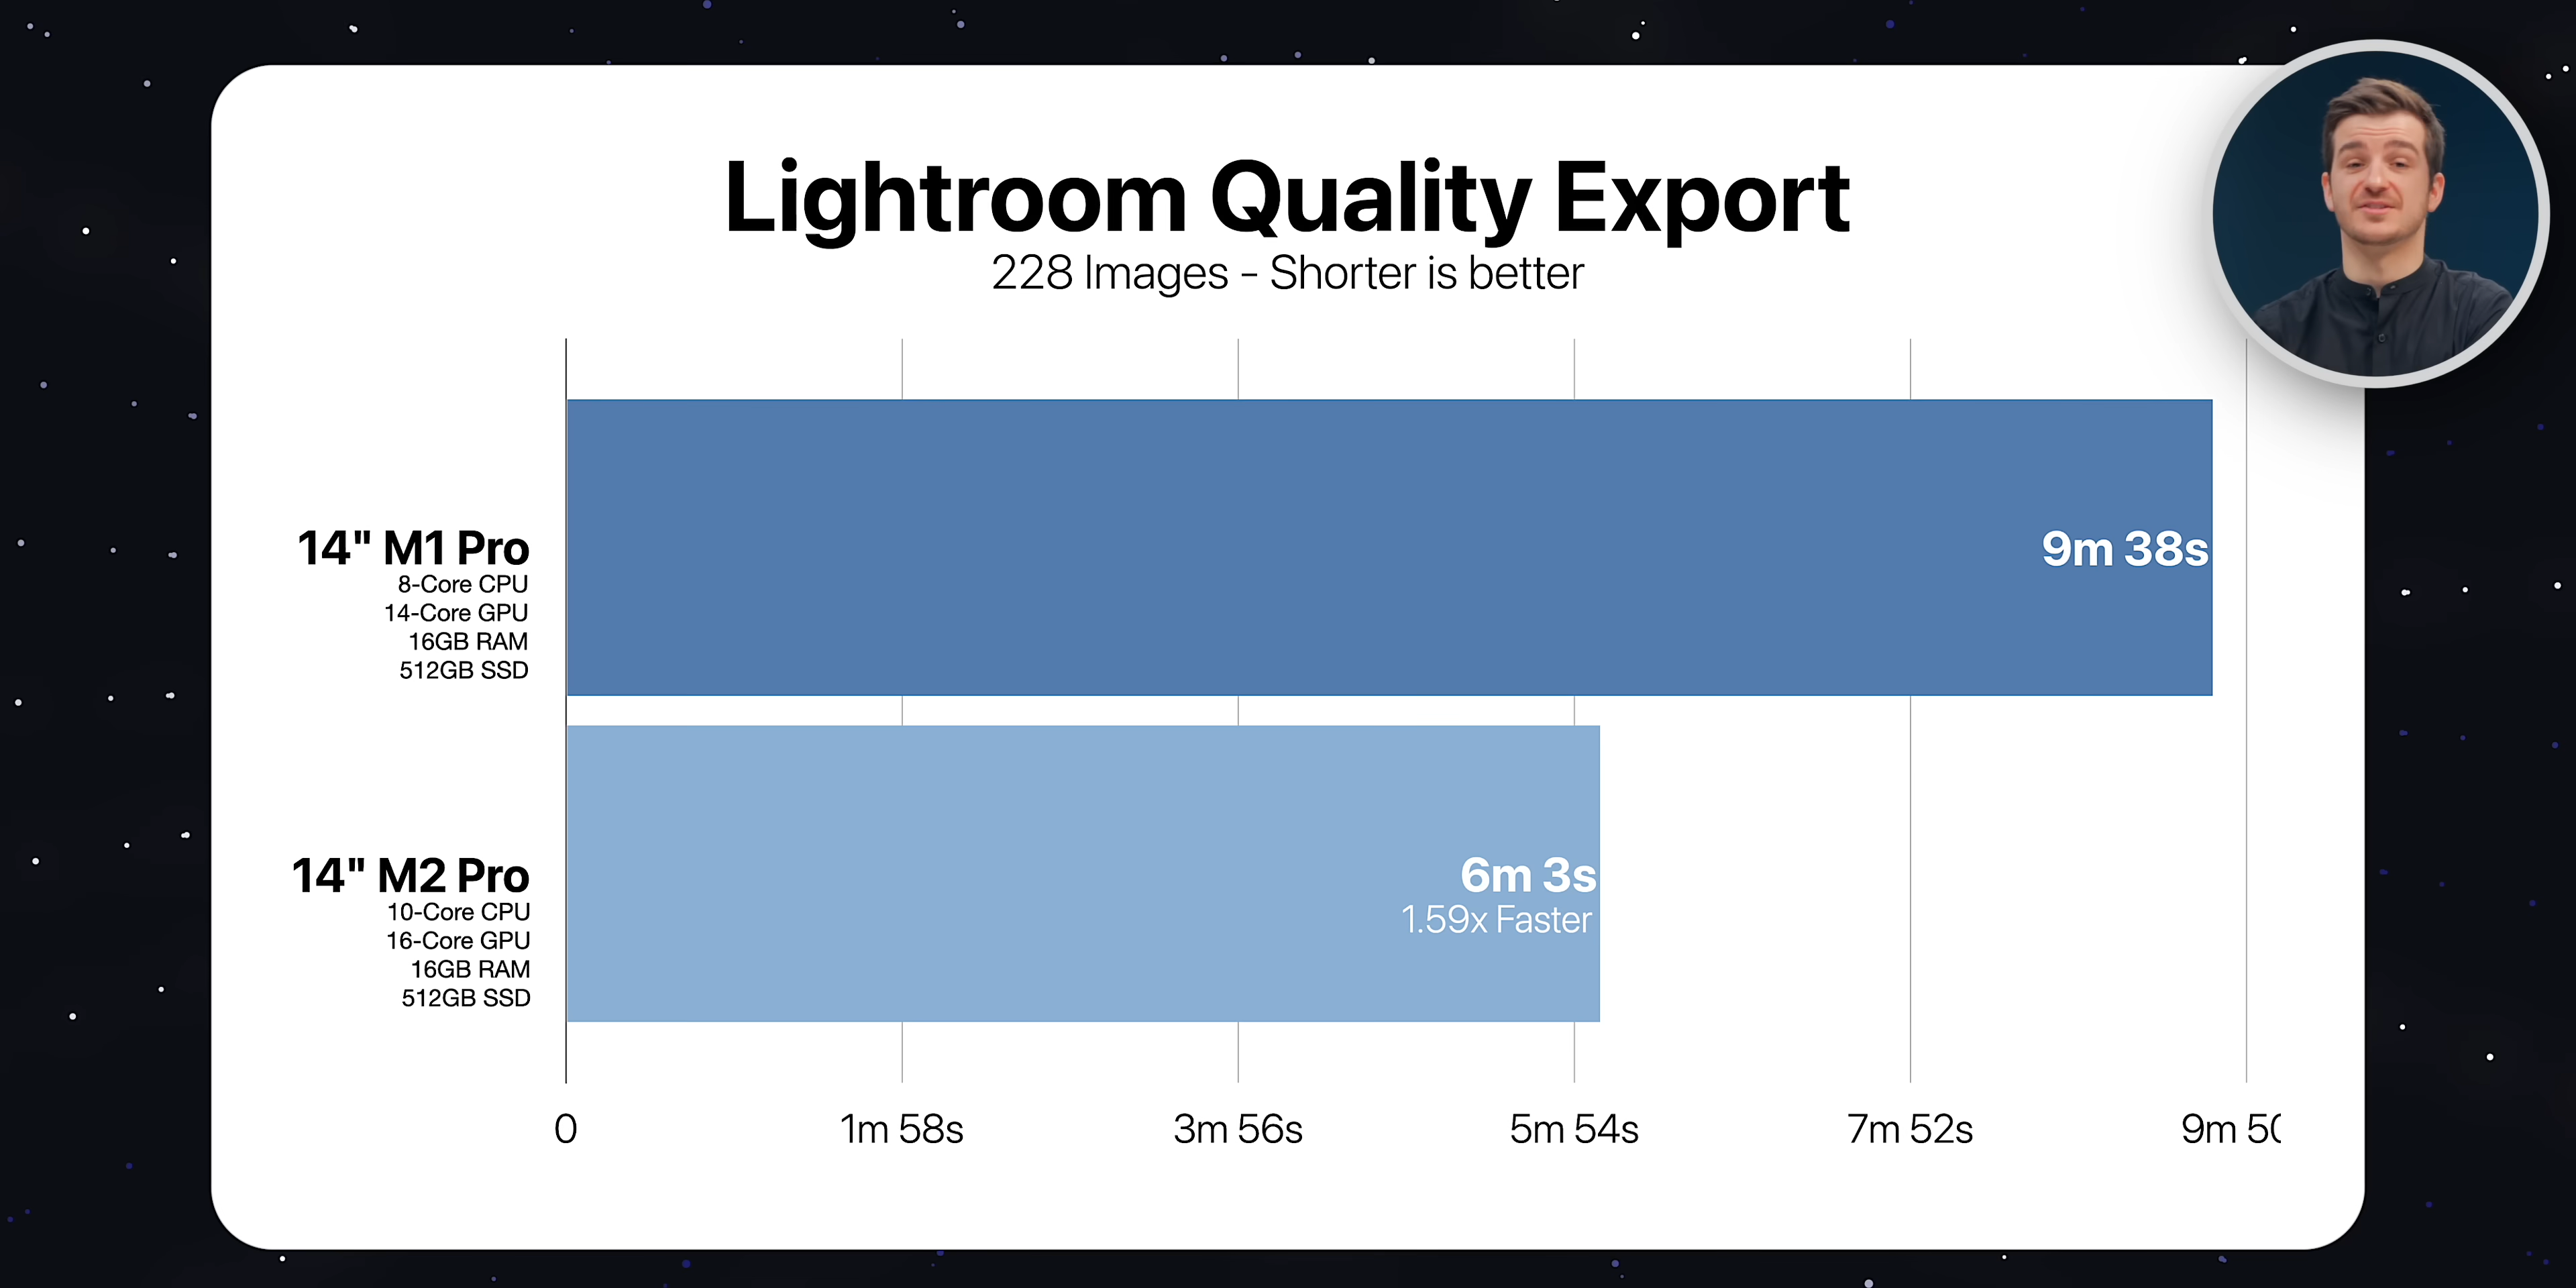 Lightroom Quality Export
228 Images - Shorter is better
14" M1 Pro
8-Core CPU
14-Core GPU
16GB RAM
512GB SSD
9m 38s
14" M2 Pro
10-Core CPU
16-Core GPU
16GB RAM
512GB SSD
6m 3s
1.59x Faster
0
1m 58s
3m 56s
5m 54s
7m 52s
9m